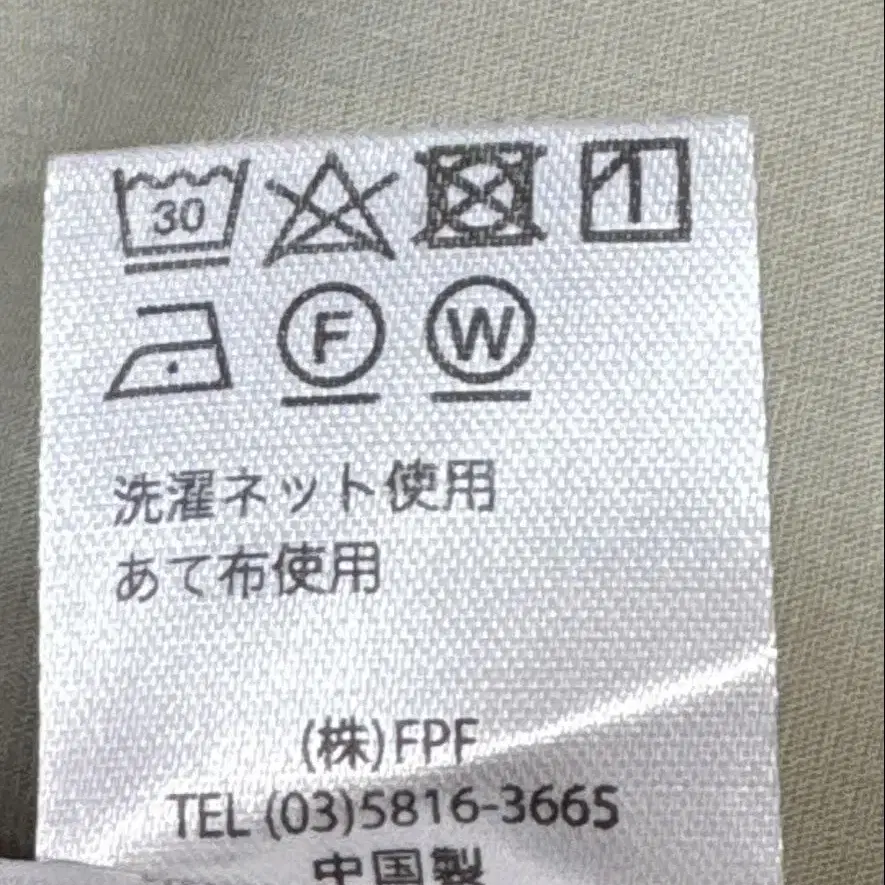 30
F W
洗濯ネット使用
あて布使用
(株)FPF
TEL (03)5816-3665
中国製